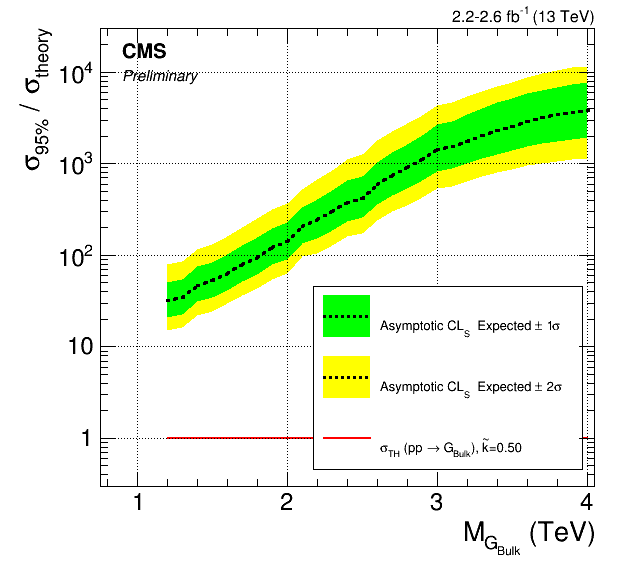 2.2-2.6 fb⁻¹ (13 TeV)
CMS
Preliminary
σ95% / σtheory
10⁴
10³
10²
10
1
Asymptotic CLS Expected ± 1σ
Asymptotic CLS Expected ± 2σ
σTH (pp → GBulk), k̃=0.50
1 2 3 4
MGBulk (TeV)